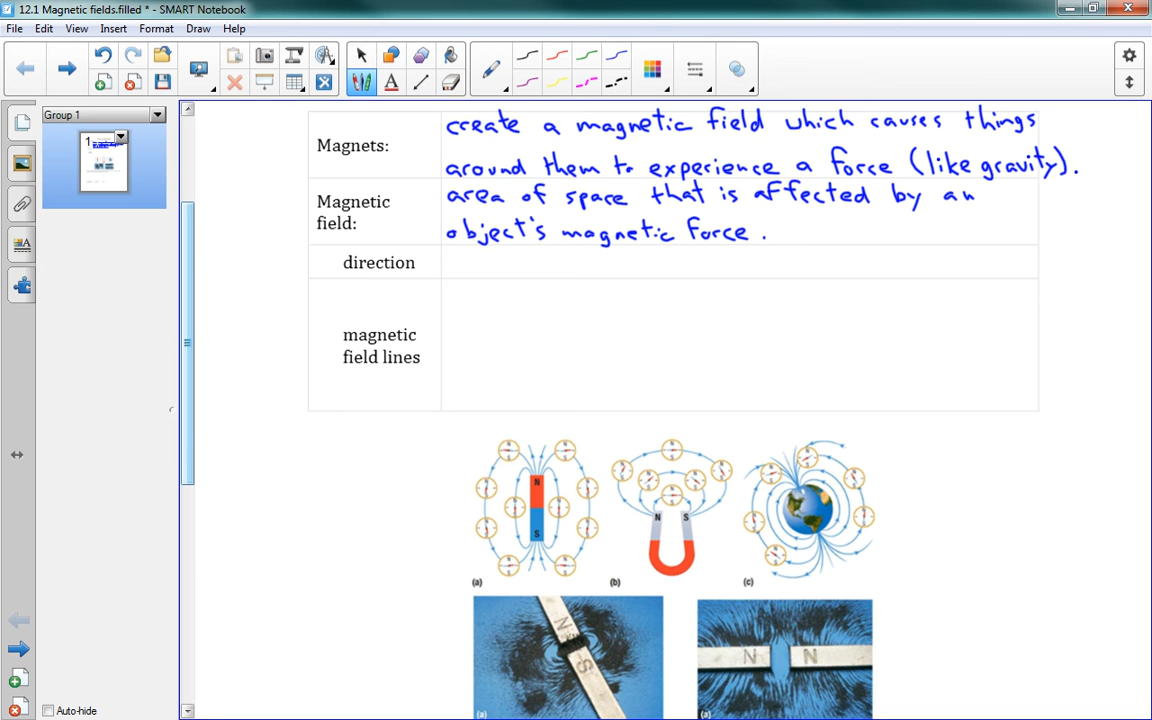 12.1 Magnetic fields.filled * - SMART Notebook
File Edit View Insert Format Draw Help
Group 1
1
Magnets:
create a magnetic field which causes things
around them to experience a force (like gravity).
Magnetic
field:
area of space that is affected by an
object's magnetic force.
direction
magnetic
field lines
N
S
N S
(a) (b) (c)
N
S
N N
(a) (a)
Auto-hide